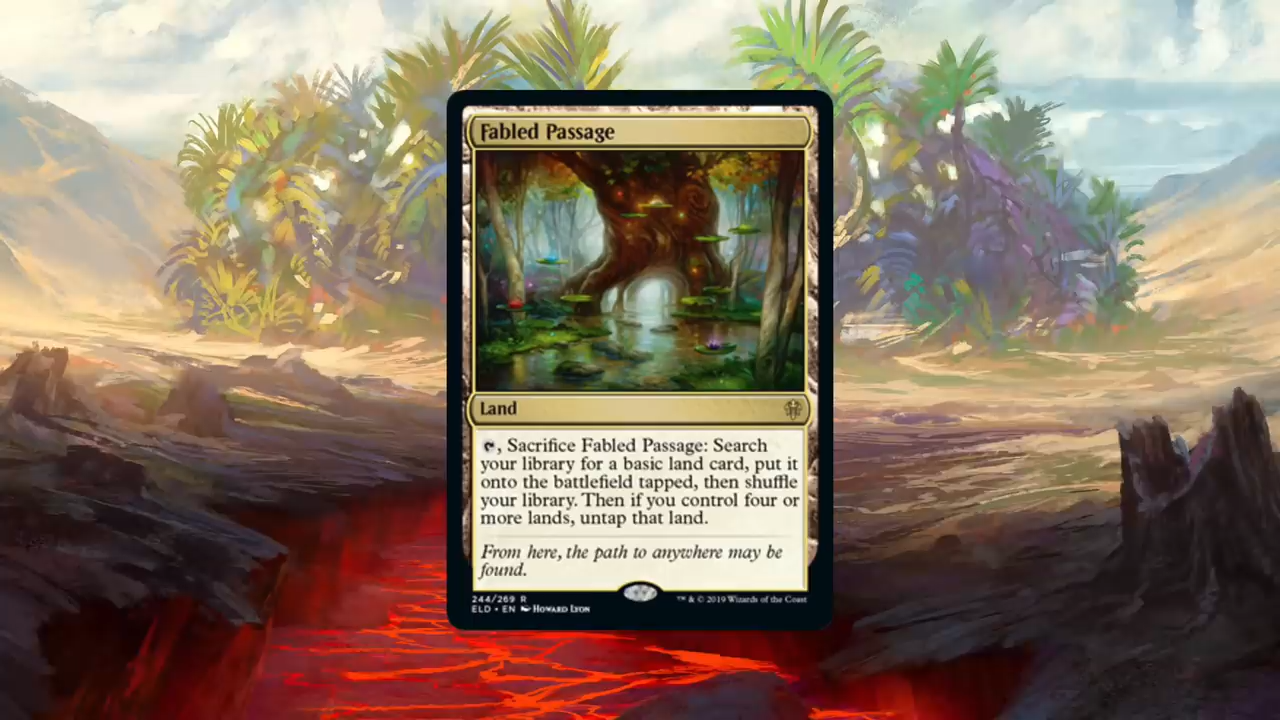 Fabled Passage
Land
, Sacrifice Fabled Passage: Search
your library for a basic land card, put it
onto the battlefield tapped, then shuffle
your library. Then if you control four or
more lands, untap that land.
From here, the path to anywhere may be
found.
244/269 R
ELD • EN Howard Lyon
™ & © 2019 Wizards of the Coast